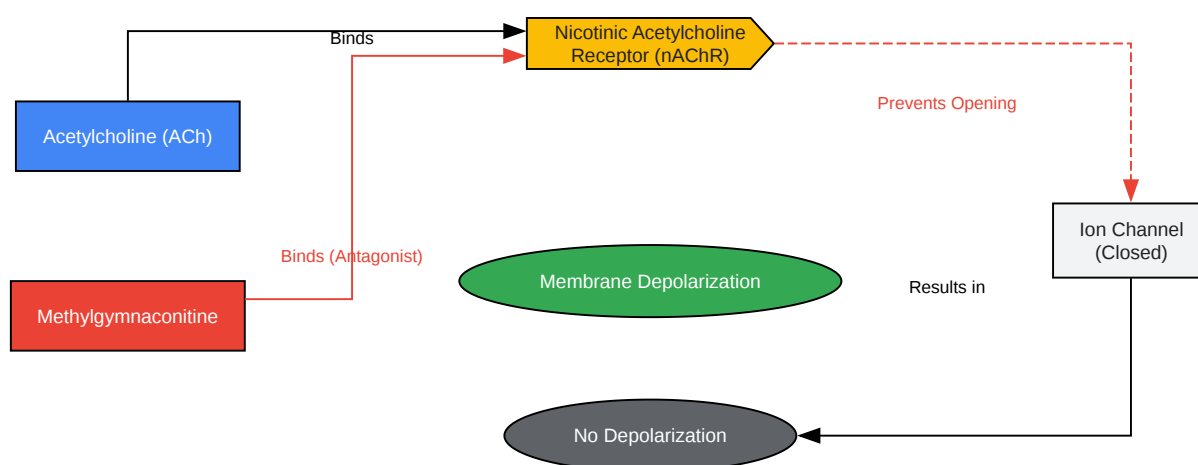 Nicotinic Acetylcholine
Receptor (nAChR)
Binds
Prevents Opening
Acetylcholine (ACh)
Ion Channel
(Closed)
Binds (Antagonist)
Membrane Depolarization
Results in
Methylgymnaconitine
No Depolarization